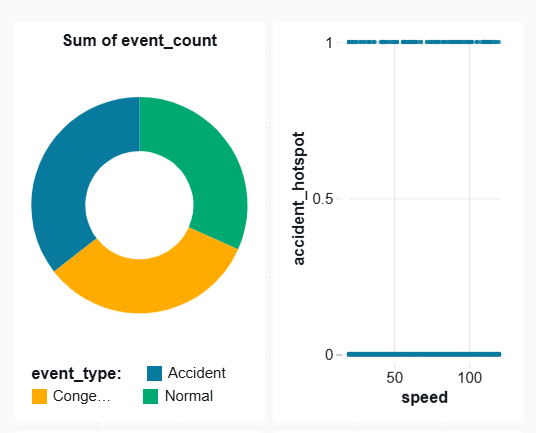 Sum of event_count
event_type:
Accident
Conge…
Normal
1
0.5
0
accident_hotspot
50
100
speed